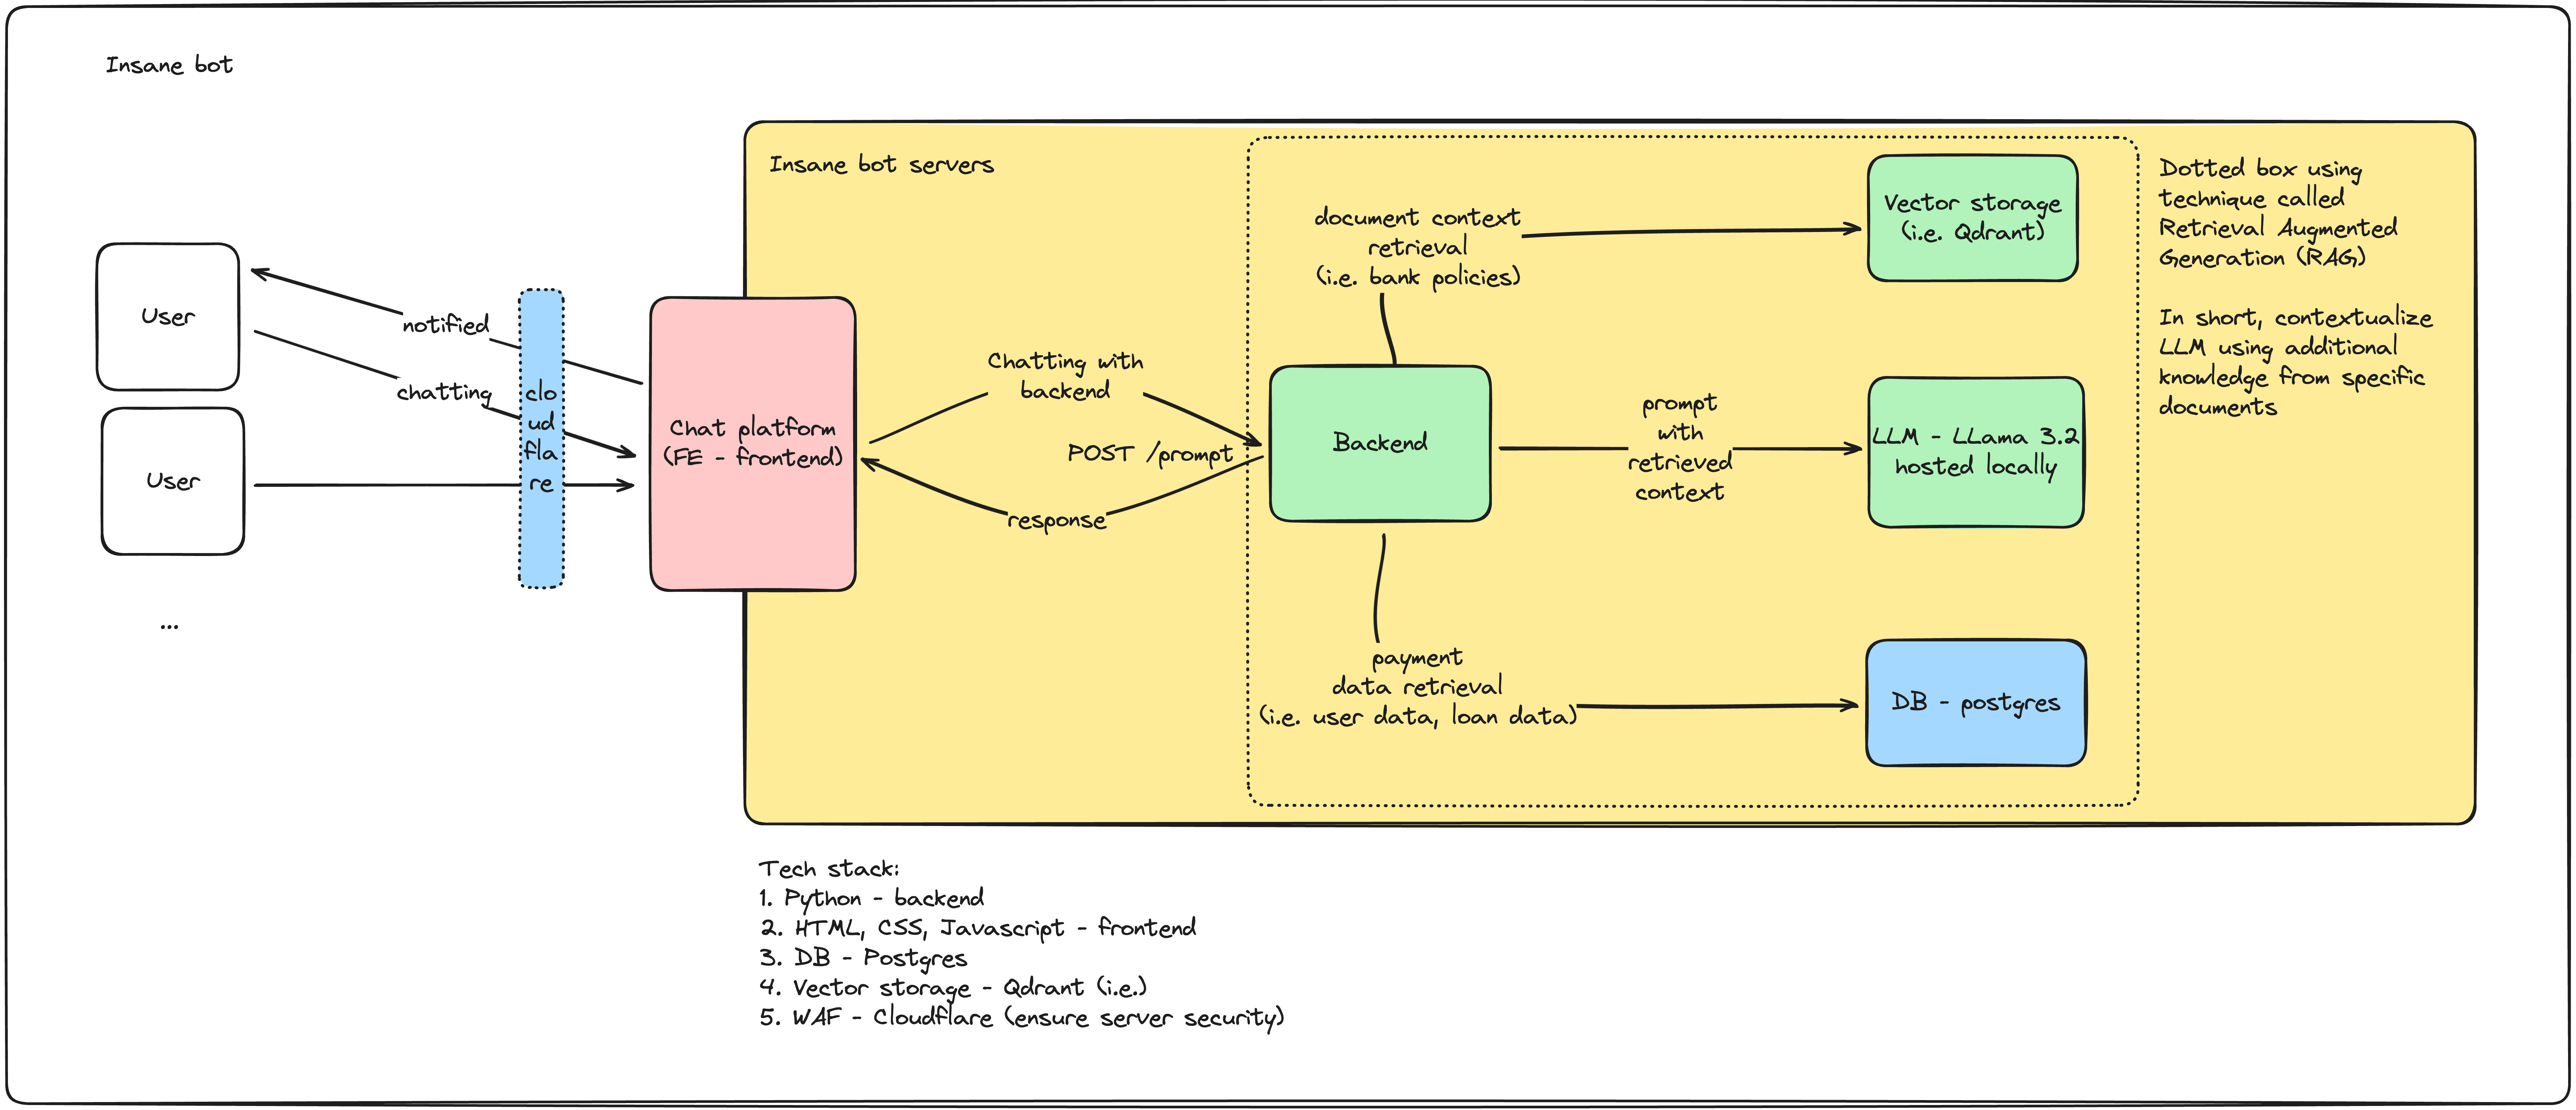 Insane bot
Insane bot servers
User
User
...
notified
chatting
clo
ud
fla
re
Chat platform
(FE - frontend)
Chatting with
backend
POST /prompt
response
document context
retrieval
(i.e. bank policies)
Backend
prompt
with
retrieved
context
payment
data retrieval
(i.e. user data, loan data)
Vector storage
(i.e. Qdrant)
LLM - LLama 3.2
hosted locally
DB - postgres
Dotted box using
technique called
Retrieval Augmented
Generation (RAG)
In short, contextualize
LLM using additional
knowledge from specific
documents
Tech stack:
1. Python - backend
2. HTML, CSS, Javascript - frontend
3. DB - Postgres
4. Vector storage - Qdrant (i.e.)
5. WAF - Cloudflare (ensure server security)